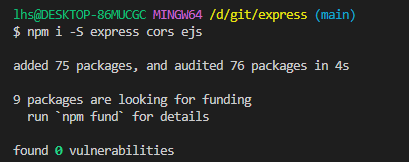 lhs@DESKTOP-86MUCGC MINGW64 /d/git/express (main)
$ npm i -S express cors ejs
added 75 packages, and audited 76 packages in 4s
9 packages are looking for funding
run `npm fund` for details
found 0 vulnerabilities